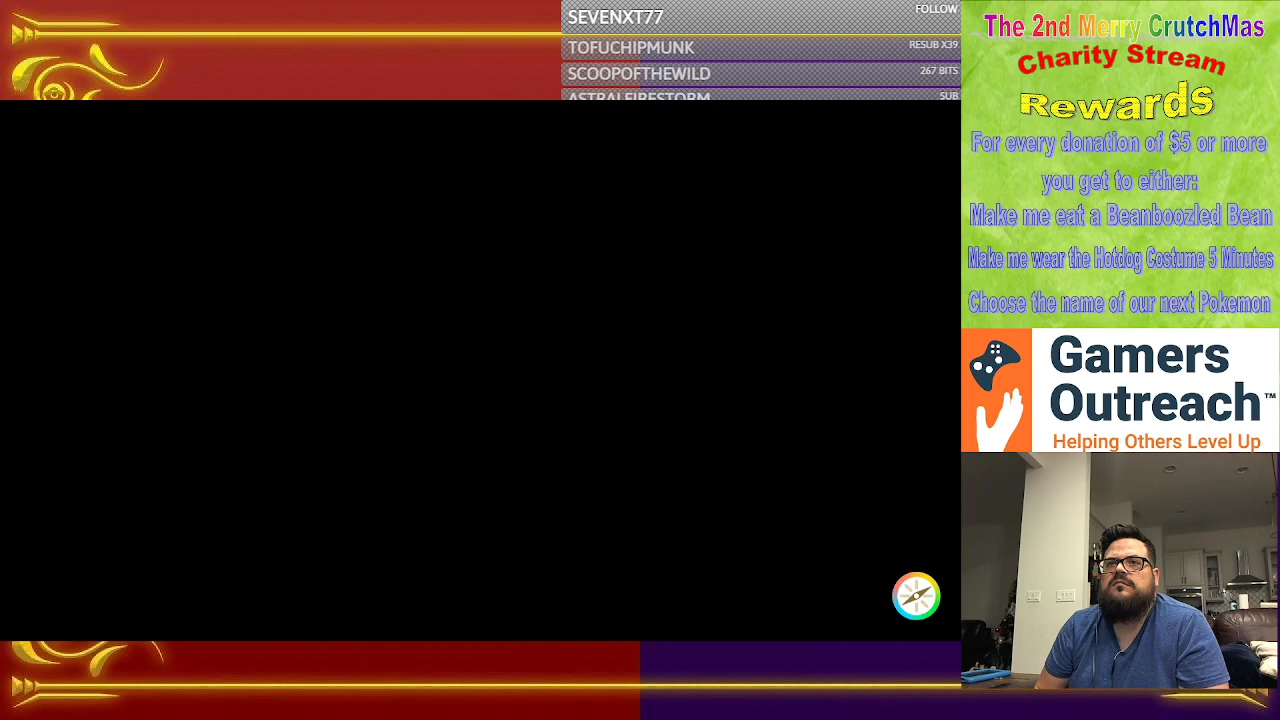 SEVENXT77 FOLLOW
TOFUCHIPMUNK RESUB X39
SCOOPOFTHEWILD 267 BITS
ASTRALFIRESTORM SUB
The 2nd Merry CrutchMas
Charity Stream
Rewards
For every donation of $5 or more
you get to either:
Make me eat a Beanboozled Bean
Make me wear the Hotdog Costume 5 Minutes
Choose the name of our next Pokemon
Gamers
Outreach™
Helping Others Level Up